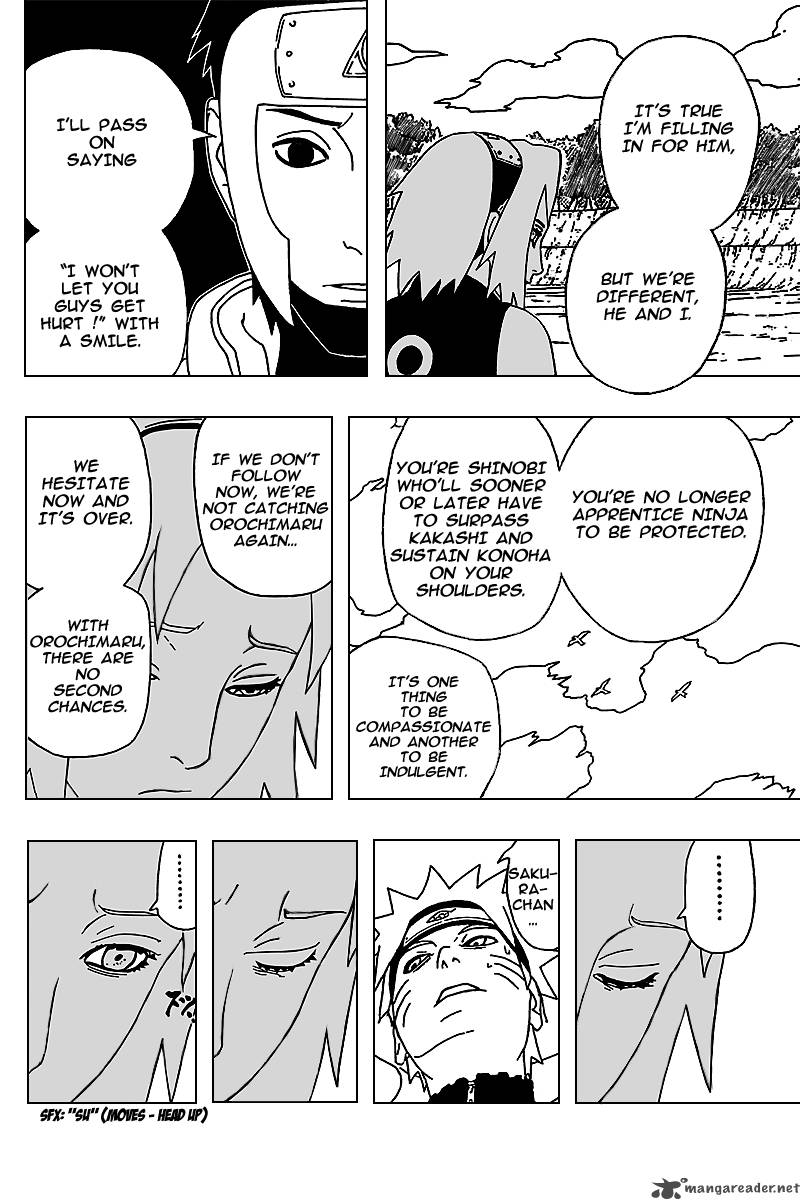 IT'S TRUE
I'M FILLING
IN FOR HIM,
BUT WE'RE
DIFFERENT,
HE AND I.
I'LL PASS
ON
SAYING
"I WON'T
LET YOU
GUYS GET
HURT !" WITH
A SMILE.
YOU'RE NO LONGER
APPRENTICE NINJA
TO BE PROTECTED.
YOU'RE SHINOBI
WHO'LL SOONER
OR LATER HAVE
TO SURPASS
KAKASHI AND
SUSTAIN KONOHA
ON YOUR
SHOULDERS.
IT'S ONE
THING
TO BE
COMPASSIONATE
AND ANOTHER
TO BE
INDULGENT.
IF WE DON'T
FOLLOW
NOW, WE'RE
NOT CATCHING
OROCHIMARU
AGAIN...
WE
HESITATE
NOW AND
IT'S OVER.
WITH
OROCHIMARU,
THERE ARE
NO
SECOND
CHANCES.
........
SAKU-
RA-
CHAN
...
........
SFX: "SU" (MOVES - HEAD UP)
mangareader.net